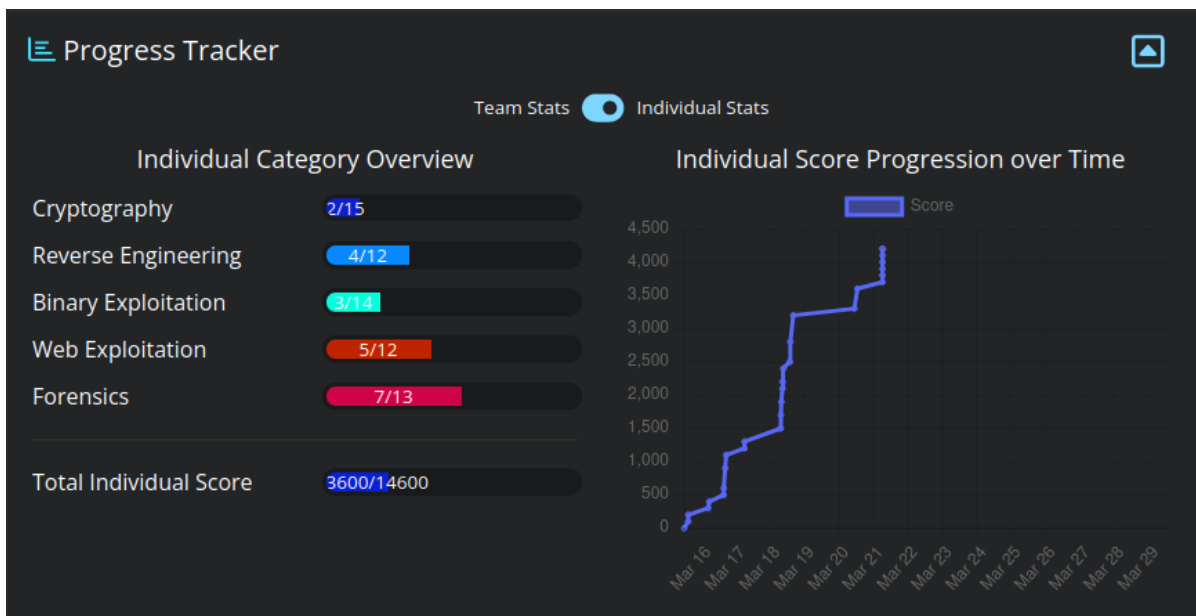 Progress Tracker
Team Stats Individual Stats
Individual Category Overview
Cryptography 2/15
Reverse Engineering 4/12
Binary Exploitation 3/14
Web Exploitation 5/12
Forensics 7/13
Total Individual Score 3600/14600
Individual Score Progression over Time
Score
4,500
4,000
3,500
3,000
2,500
2,000
1,500
1,000
500
0
Mar 16 Mar 17 Mar 18 Mar 19 Mar 20 Mar 21 Mar 22 Mar 23 Mar 24 Mar 25 Mar 26 Mar 27 Mar 28 Mar 29